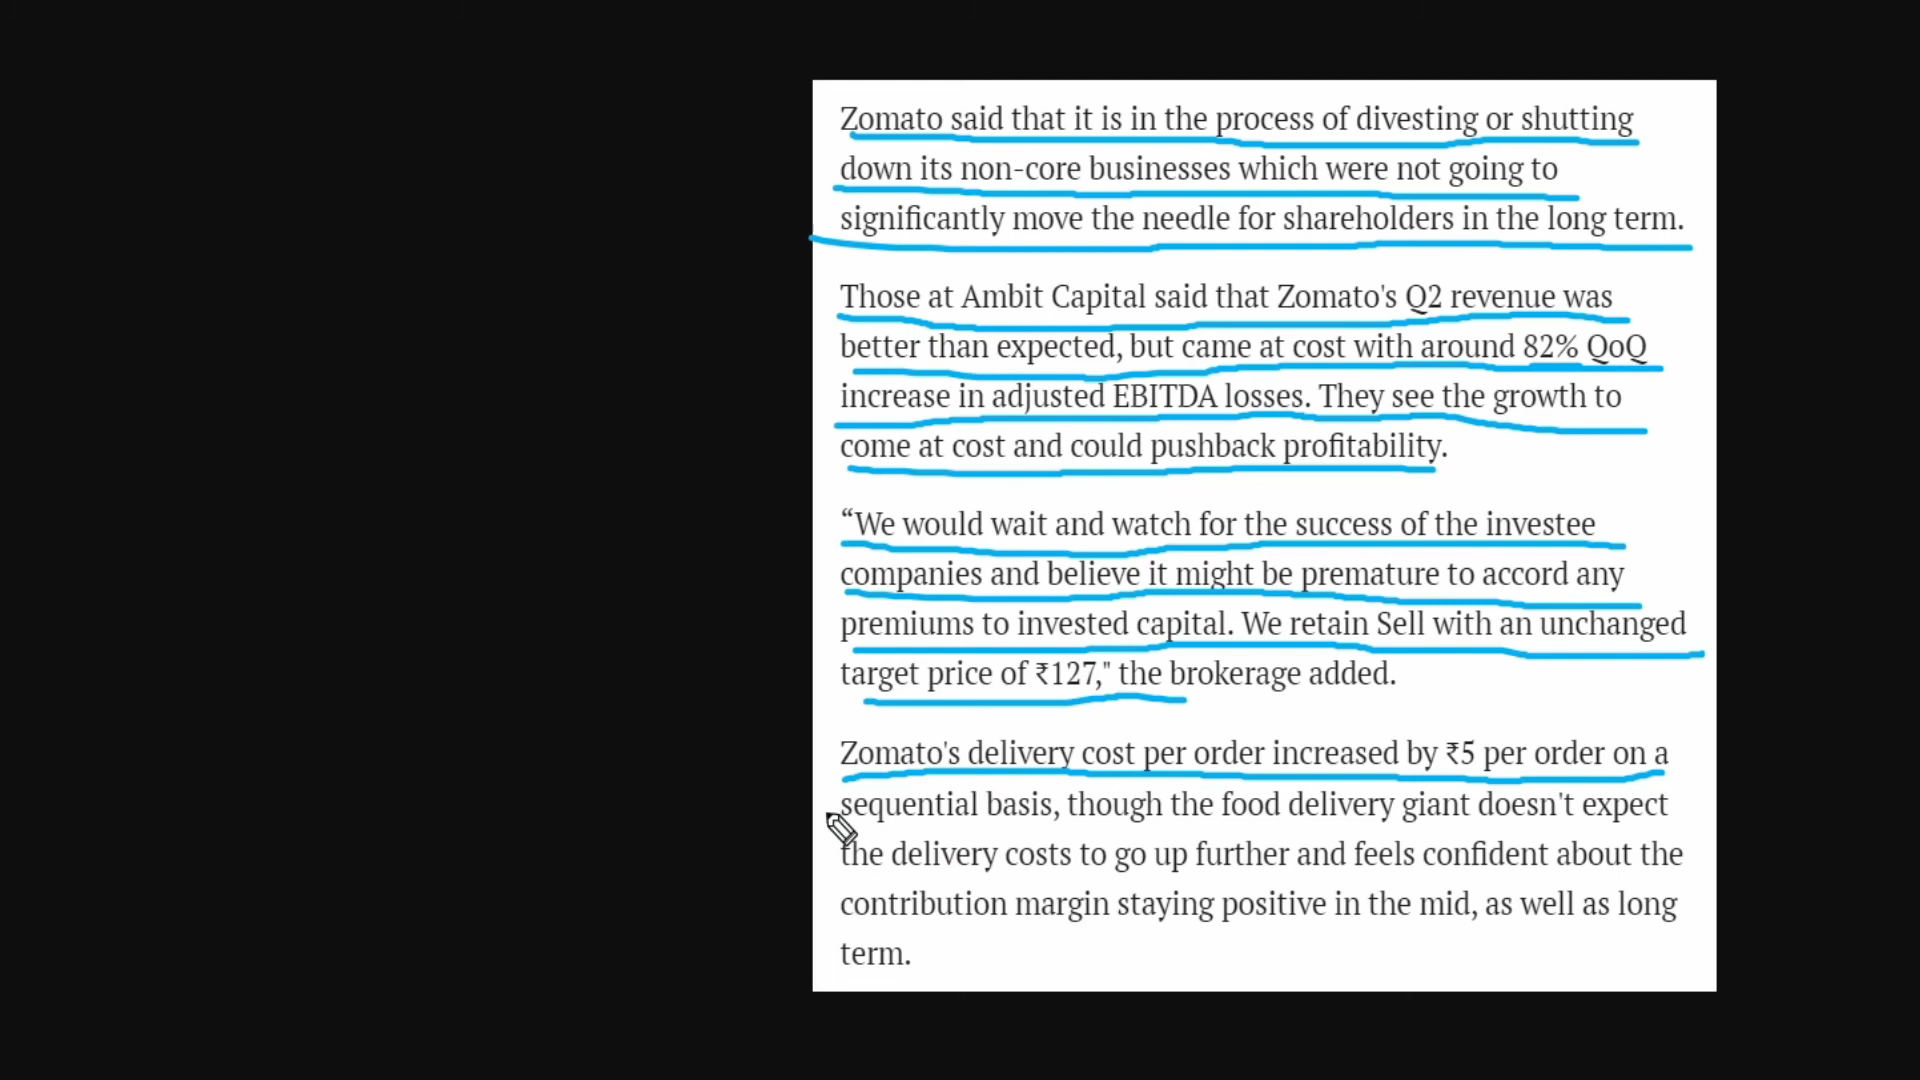 Zomato said that it is in the process of divesting or shutting
down its non-core businesses which were not going to
significantly move the needle for shareholders in the long term.
Those at Ambit Capital said that Zomato's Q2 revenue was
better than expected, but came at cost with around 82% QoQ
increase in adjusted EBITDA losses. They see the growth to
come at cost and could pushback profitability.
“We would wait and watch for the success of the investee
companies and believe it might be premature to accord any
premiums to invested capital. We retain Sell with an unchanged
target price of ₹127," the brokerage added.
Zomato's delivery cost per order increased by ₹5 per order on a
sequential basis, though the food delivery giant doesn't expect
the delivery costs to go up further and feels confident about the
contribution margin staying positive in the mid, as well as long
term.